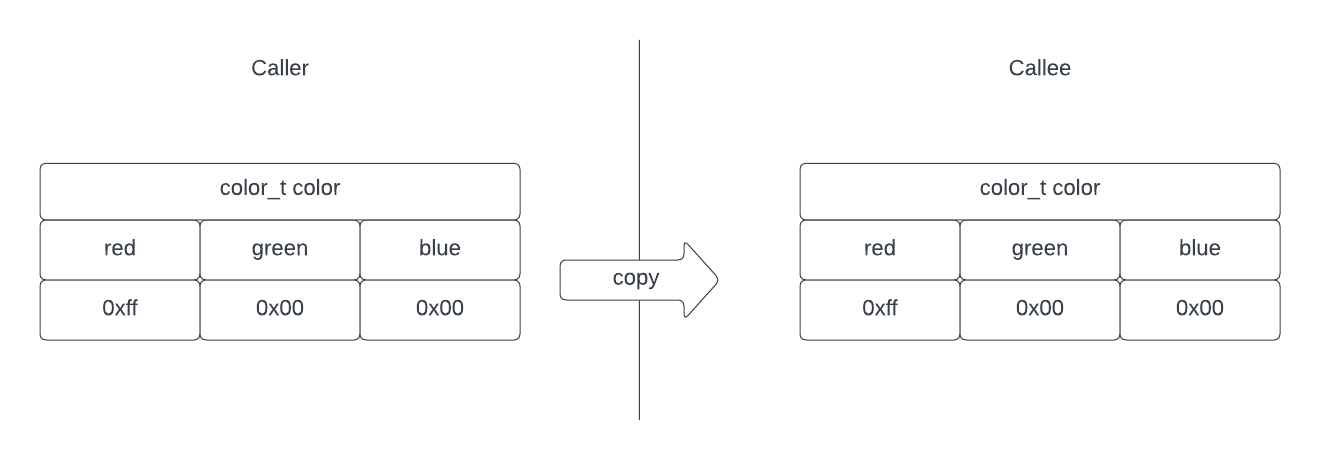 Caller
Callee
color_t color
color_t color
red green blue
red green blue
copy
0xff 0x00 0x00
0xff 0x00 0x00